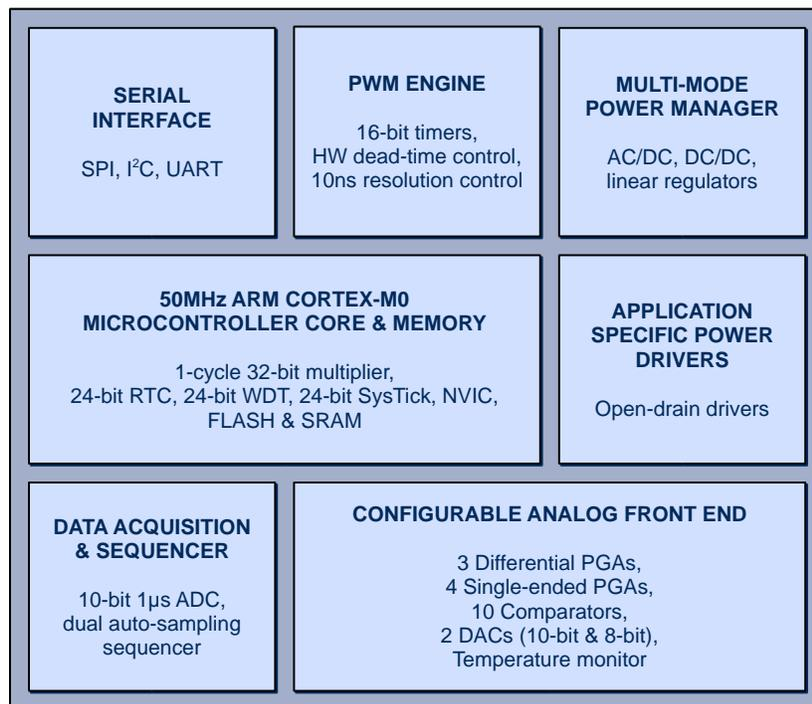 SERIAL
INTERFACE
SPI, I²C, UART
PWM ENGINE
16-bit timers,
HW dead-time control,
10ns resolution control
MULTI-MODE
POWER MANAGER
AC/DC, DC/DC,
linear regulators
50MHz ARM CORTEX-M0
MICROCONTROLLER CORE & MEMORY
1-cycle 32-bit multiplier,
24-bit RTC, 24-bit WDT, 24-bit SysTick, NVIC,
FLASH & SRAM
APPLICATION
SPECIFIC POWER
DRIVERS
Open-drain drivers
DATA ACQUISITION
& SEQUENCER
10-bit 1µs ADC,
dual auto-sampling
sequencer
CONFIGURABLE ANALOG FRONT END
3 Differential PGAs,
4 Single-ended PGAs,
10 Comparators,
2 DACs (10-bit & 8-bit),
Temperature monitor